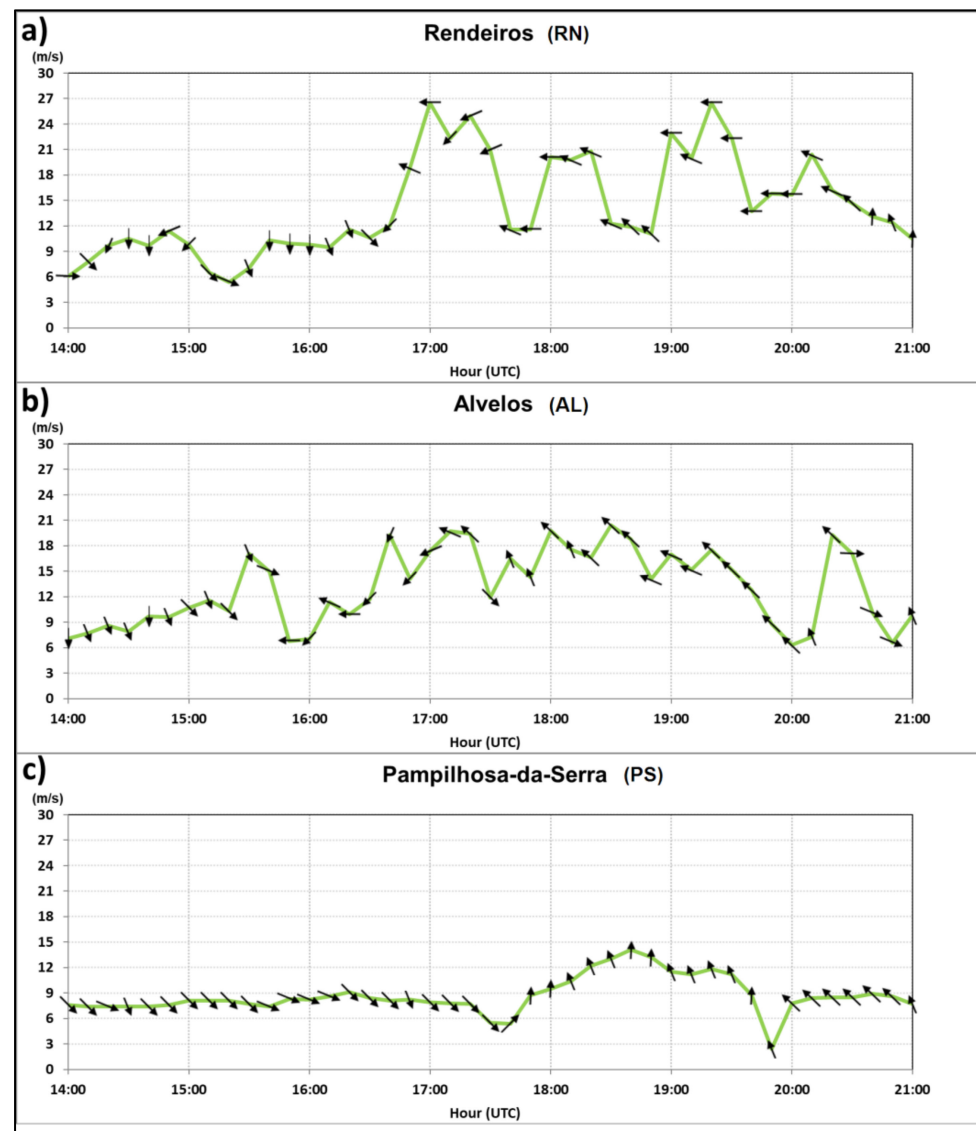 a)
Rendeiros (RN)
(m/s)
30
27
24
21
18
15
12
9
6
3
0
14:00 15:00 16:00 17:00 18:00 19:00 20:00 21:00
Hour (UTC)
b)
Alvelos (AL)
(m/s)
30
27
24
21
18
15
12
9
6
3
0
14:00 15:00 16:00 17:00 18:00 19:00 20:00 21:00
Hour (UTC)
c)
Pampilhosa-da-Serra (PS)
(m/s)
30
27
24
21
18
15
12
9
6
3
0
14:00 15:00 16:00 17:00 18:00 19:00 20:00 21:00
Hour (UTC)